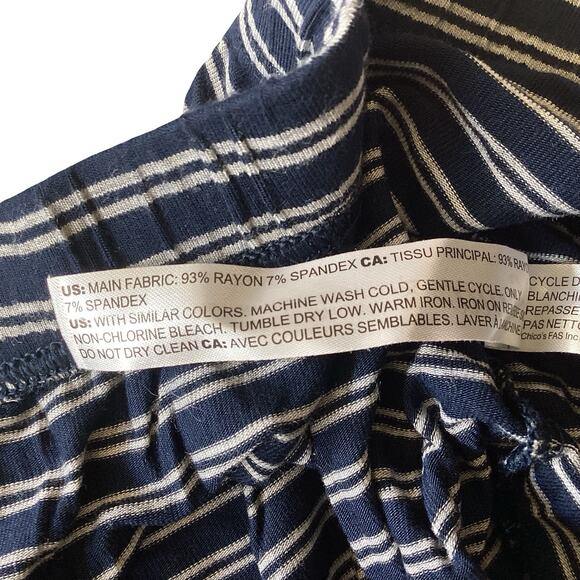 US: MAIN FABRIC: 93% RAYON 7% SPANDEX CA: TISSU PRINCIPAL: 93% RAY
7% SPANDEX
US: WITH SIMILAR COLORS. MACHINE WASH COLD, GENTLE CYCLE. ONLY
NON-CHLORINE BLEACH. TUMBLE DRY LOW. WARM IRON. IRON ON
DO NOT DRY CLEAN CA: AVEC COULEURS SEMBLABLES. LAVER À MACHINE
CYCLE D
BLANCHI
REPASSE
PAS NETT
Chico's FAS Inc.